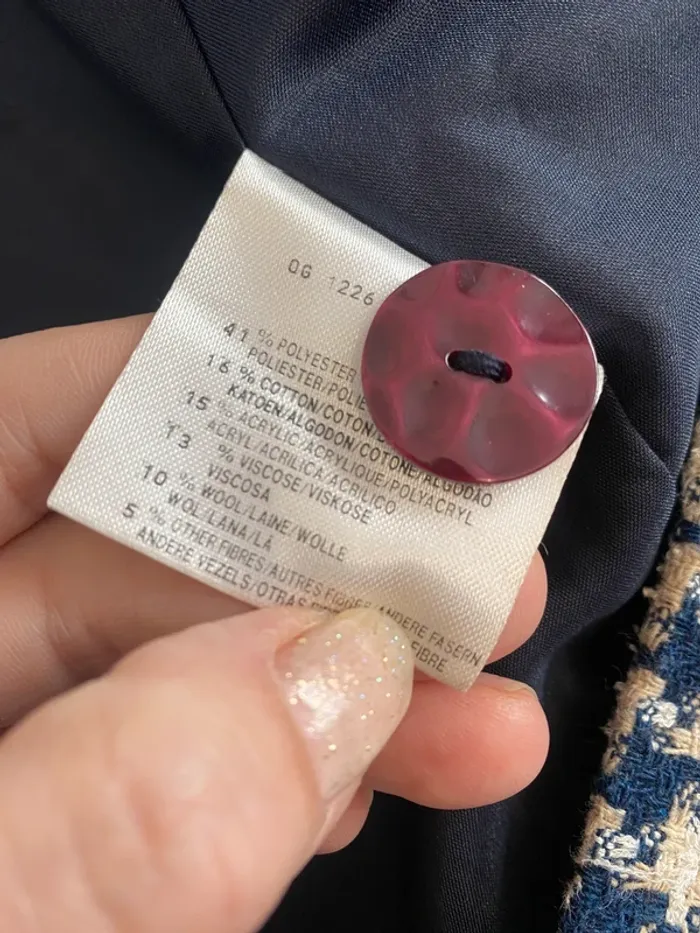 OG 1226
41 % POLYESTER
POLIESTER/POLIE
16 % COTTON/COTON/
KATOEN/ALGODON/COTONE/ALGODAO
15 % ACRYLIC/ACRYLIQUE/POLYACRYL
ACRYL/ACRILICA/ACRILICO
13 % VISCOSE/VISKOSE
VISCOSA
10 % WOOL/LAINE/WOLLE
WOL/LANA/LÃ
5 % OTHER FIBRES/AUTRES FIBRES/ANDERE FASERN
ANDERE VEZELS/OTRAS FIBRE